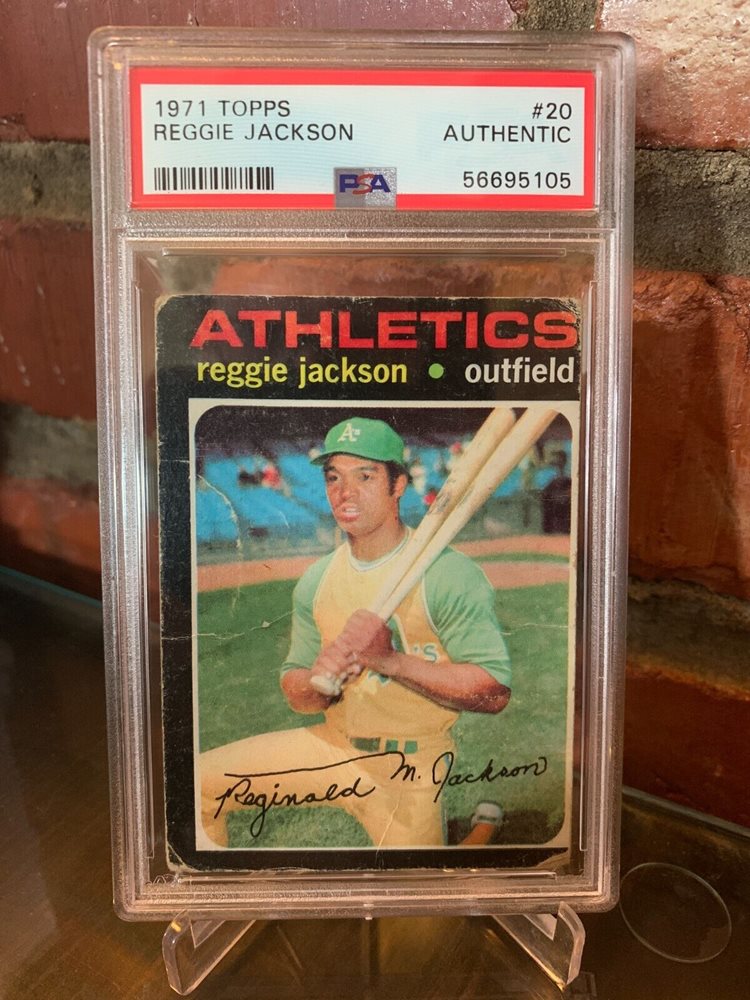 1971 TOPPS #20
REGGIE JACKSON AUTHENTIC
PSA 56695105
ATHLETICS
reggie jackson • outfield
A's
's
Reginald M. Jackson